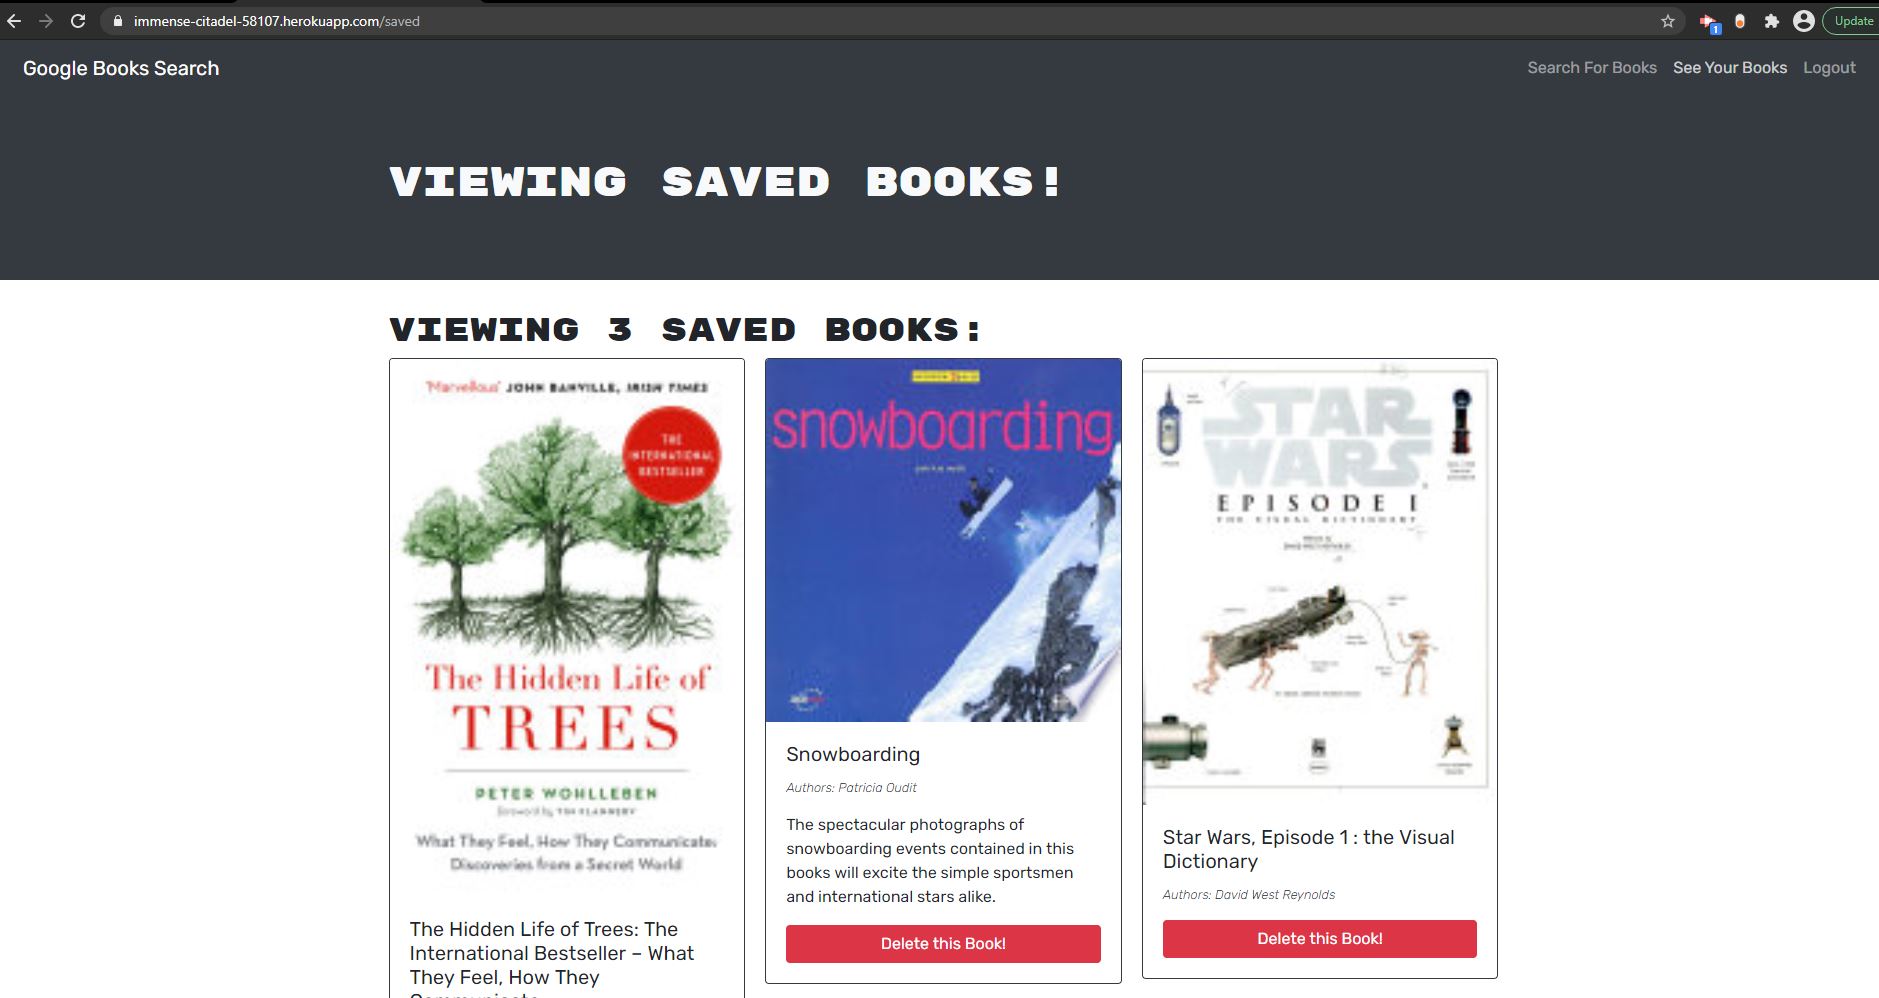 immense-citadel-58107.herokuapp.com/saved
1
Update
Google Books Search
Search For Books
See Your Books
Logout
VIEWING SAVED BOOKS!
VIEWING 3 SAVED BOOKS:
'Marvellous' JOHN BANVILLE, IRISH TIMES
THE
INTERNATIONAL
BESTSELLER
The Hidden Life of
TREES
PETER WOHLLEBEN
foreword by TIM FLANNERY
What They Feel, How They Communicate:
Discoveries from a Secret World
The Hidden Life of Trees: The
International Bestseller – What
They Feel, How They
Communicate
snowboarding
Snowboarding
Authors: Patricia Oudit
The spectacular photographs of
snowboarding events contained in this
books will excite the simple sportsmen
and international stars alike.
Delete this Book!
STAR
WARS
EPISODE I
THE VISUAL DICTIONARY
Star Wars, Episode 1 : the Visual
Dictionary
Authors: David West Reynolds
Delete this Book!